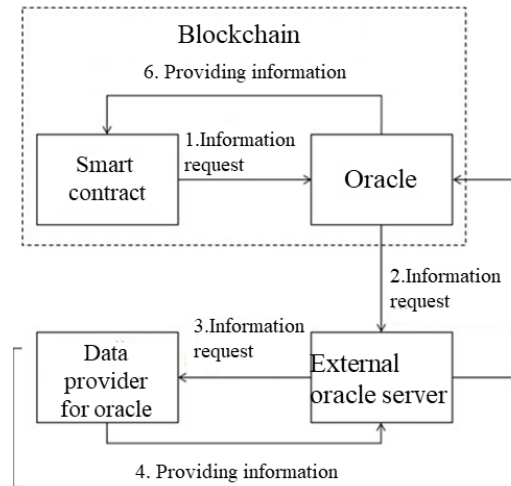 Blockchain
6. Providing information
Smart
contract
1.Information
request
Oracle
2.Information
request
3.Information
request
Data
provider
for oracle
External
oracle server
4. Providing information